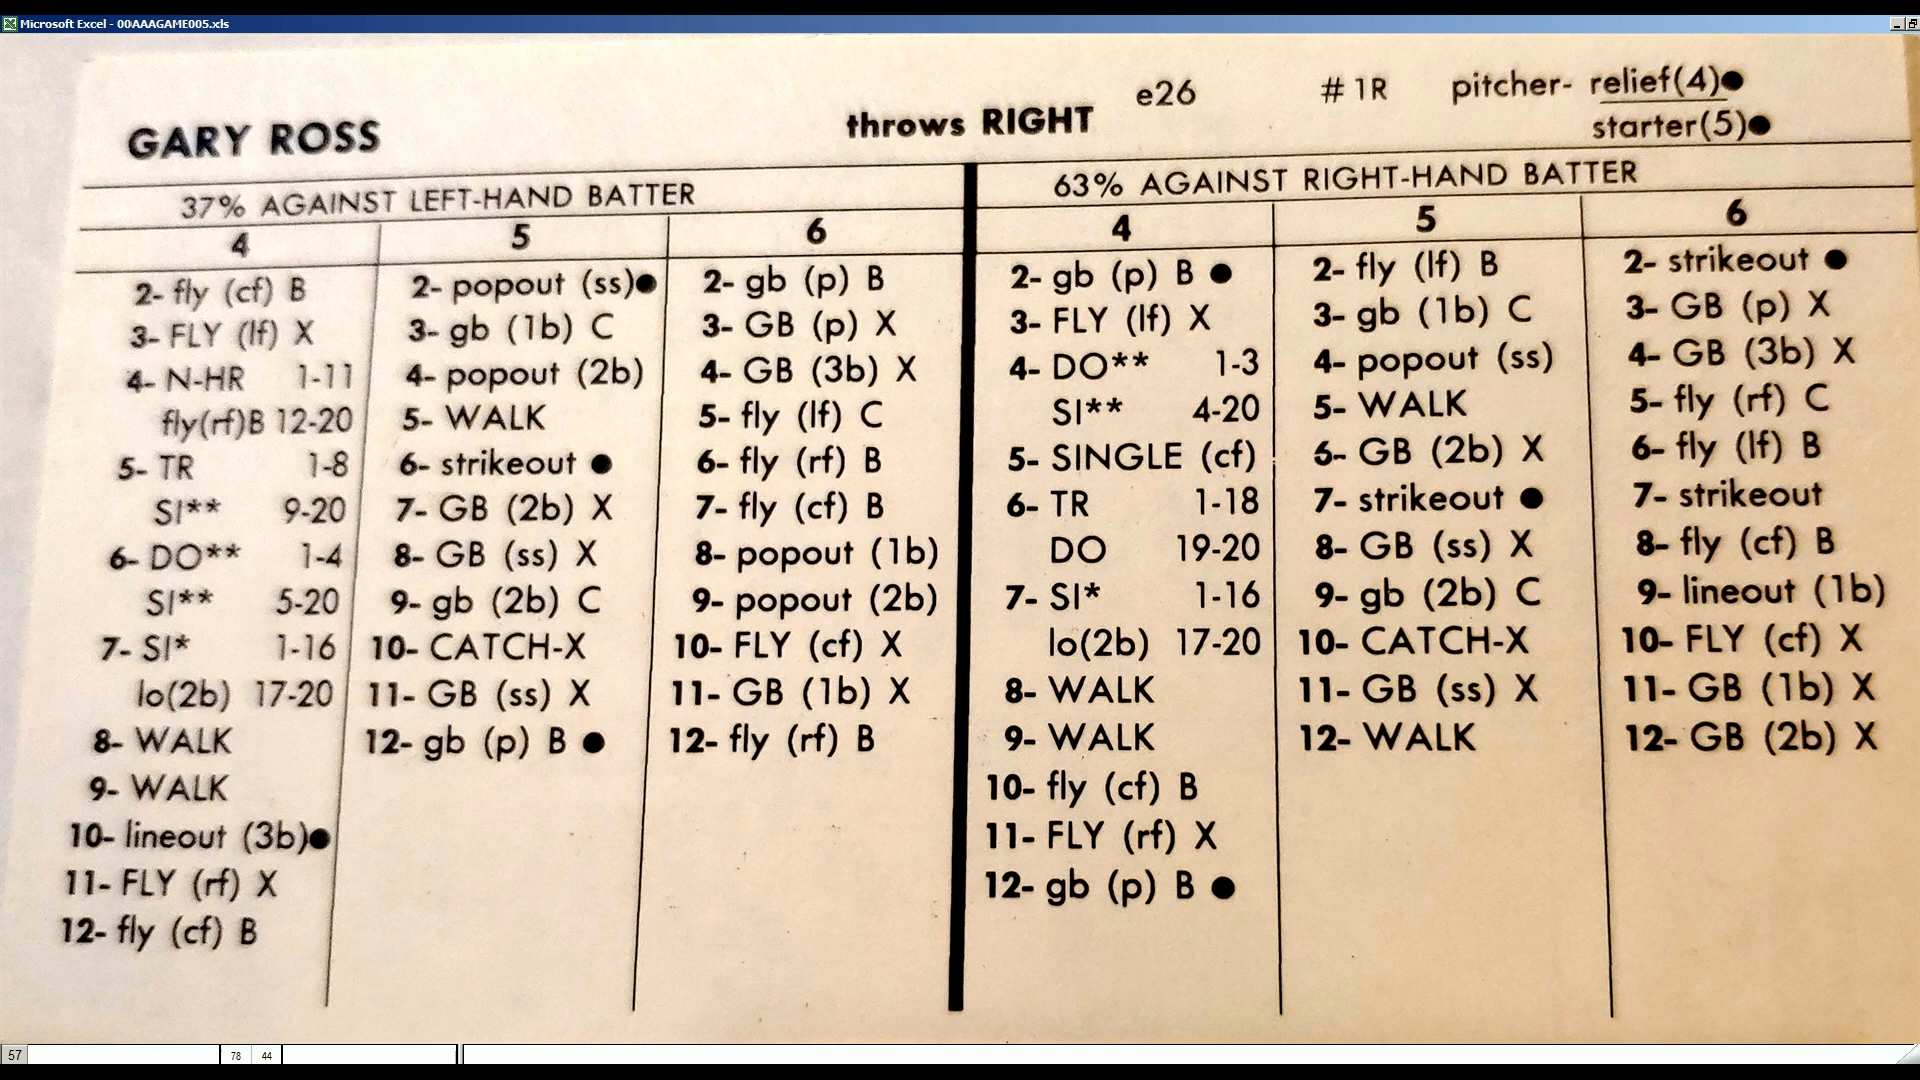 Microsoft Excel - 00AAAGAME005.xls
GARY ROSS
throws RIGHT
e26
# 1R
pitcher- relief(4)●
starter(5)●
37% AGAINST LEFT-HAND BATTER
4
2- fly (cf) B
3- FLY (lf) X
4- N-HR 1-11
fly(rf)B 12-20
5- TR 1-8
SI** 9-20
6- DO** 1-4
SI** 5-20
7- SI* 1-16
lo(2b) 17-20
8- WALK
9- WALK
10- lineout (3b)●
11- FLY (rf) X
12- fly (cf) B
5
2- popout (ss)●
3- gb (1b) C
4- popout (2b)
5- WALK
6- strikeout ●
7- GB (2b) X
8- GB (ss) X
9- gb (2b) C
10- CATCH-X
11- GB (ss) X
12- gb (p) B ●
6
2- gb (p) B
3- GB (p) X
4- GB (3b) X
5- fly (lf) C
6- fly (rf) B
7- fly (cf) B
8- popout (1b)
9- popout (2b)
10- FLY (cf) X
11- GB (1b) X
12- fly (rf) B
63% AGAINST RIGHT-HAND BATTER
4
2- gb (p) B ●
3- FLY (lf) X
4- DO** 1-3
SI** 4-20
5- SINGLE (cf)
6- TR 1-18
DO 19-20
7- SI* 1-16
lo(2b) 17-20
8- WALK
9- WALK
10- fly (cf) B
11- FLY (rf) X
12- gb (p) B ●
5
2- fly (lf) B
3- gb (1b) C
4- popout (ss)
5- WALK
6- GB (2b) X
7- strikeout ●
8- GB (ss) X
9- gb (2b) C
10- CATCH-X
11- GB (ss) X
12- WALK
6
2- strikeout ●
3- GB (p) X
4- GB (3b) X
5- fly (rf) C
6- fly (lf) B
7- strikeout
8- fly (cf) B
9- lineout (1b)
10- FLY (cf) X
11- GB (1b) X
12- GB (2b) X
57
78
44